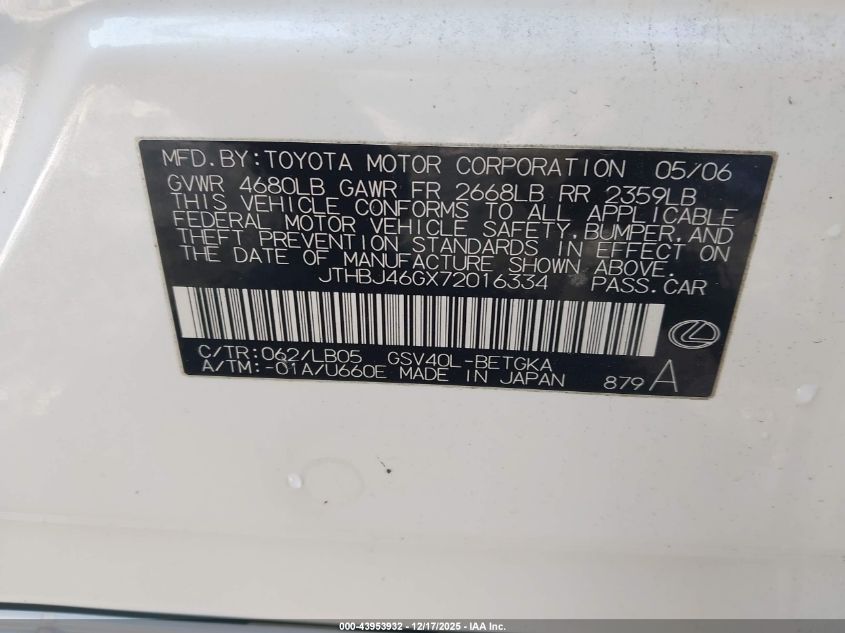 MFD.BY:TOYOTA MOTOR CORPORATION 05/06
GVWR 4680LB GAWR FR 2668LB RR 2359LB
THIS VEHICLE CONFORMS TO ALL APPLICABLE
FEDERAL MOTOR VEHICLE SAFETY,BUMPER,AND
THEFT PREVENTION STANDARDS IN EFFECT ON
THE DATE OF MANUFACTURE SHOWN ABOVE.
JTHBJ46GX72016334 PASS.CAR
C/TR:062/LB05 GSV40L-BETGKA
A/TM:-01A/U660E MADE IN JAPAN 879 A
000-43953932 - 12/17/2025 - IAA Inc.